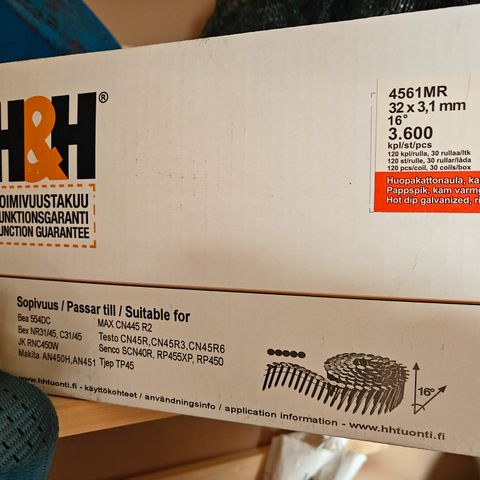 H&H®
OIMIVUUSTAKUU
UNKTIONSGARANTI
UNCTION GUARANTEE
4561MR
32 x 3,1 mm
16°
3.600
kpl/st/pcs
120 kpl/rulla, 30 rullaa/ltk
120 st/rulle, 30 rullar/låda
120 pcs/coil, 30 coils/box
Huopakattonaula, ka
Pappspik, kam varmg
Hot dip galvanized, ri
Sopivuus / Passar till / Suitable for
Bea 554DC
Bex NR31/45, C31/45
JK RNC450W
Makita AN450H, AN451
MAX CN445 R2
Testo CN45R, CN45R3, CN45R6
Senco SCN40R, RP455XP, RP450
Tjep TP45
16°
www.hhtuonti.fi - käyttökohteet / användningsinfo / application information - www.hhtuonti.fi